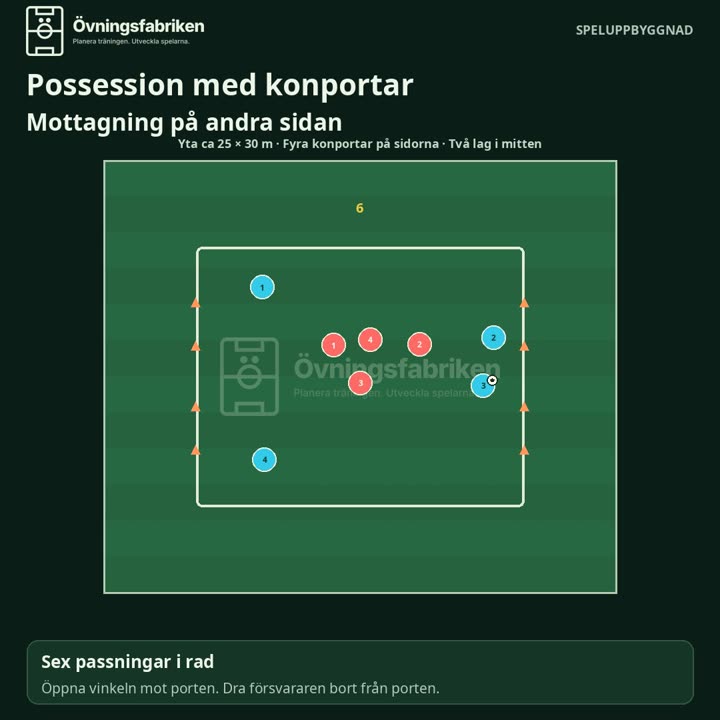 Övningsfabriken
Planera träningen. Utveckla spelarna.
SPELUPPBYGGNAD
Possession med konportar
Mottagning på andra sidan
Yta ca 25 × 30 m · Fyra konportar på sidorna · Två lag i mitten
6
1
1
4
2
2
3
3
4
Övningsfabriken
Planera träningen. Utveckla spelarna.
Sex passningar i rad
Öppna vinkeln mot porten. Dra försvararen bort från porten.